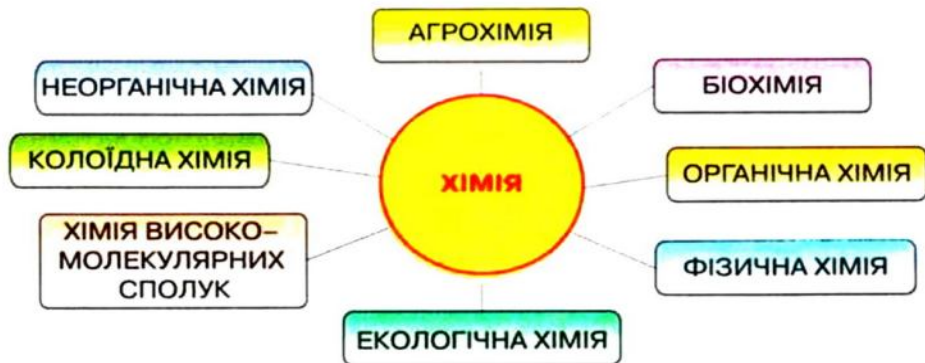 АГРОХІМІЯ
НЕОРГАНІЧНА ХІМІЯ
БІОХІМІЯ
КОЛОЇДНА ХІМІЯ
ХІМІЯ
ОРГАНІЧНА ХІМІЯ
ХІМІЯ ВИСОКО–
МОЛЕКУЛЯРНИХ
СПОЛУК
ФІЗИЧНА ХІМІЯ
ЕКОЛОГІЧНА ХІМІЯ